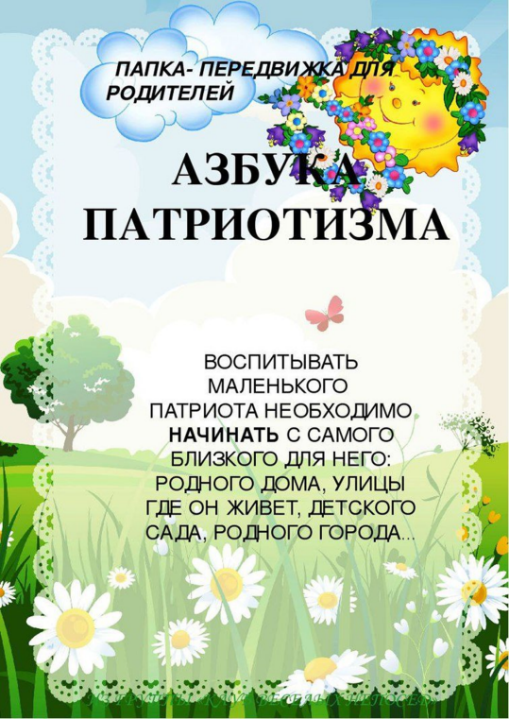 ПАПКА- ПЕРЕДВИЖКА ДЛЯ
РОДИТЕЛЕЙ
АЗБУКА
ПАТРИОТИЗМА
ВОСПИТЫВАТЬ
МАЛЕНЬКОГО
ПАТРИОТА НЕОБХОДИМО
НАЧИНАТЬ С САМОГО
БЛИЗКОГО ДЛЯ НЕГО:
РОДНОГО ДОМА, УЛИЦЫ
ГДЕ ОН ЖИВЕТ, ДЕТСКОГО
САДА, РОДНОГО ГОРОДА...